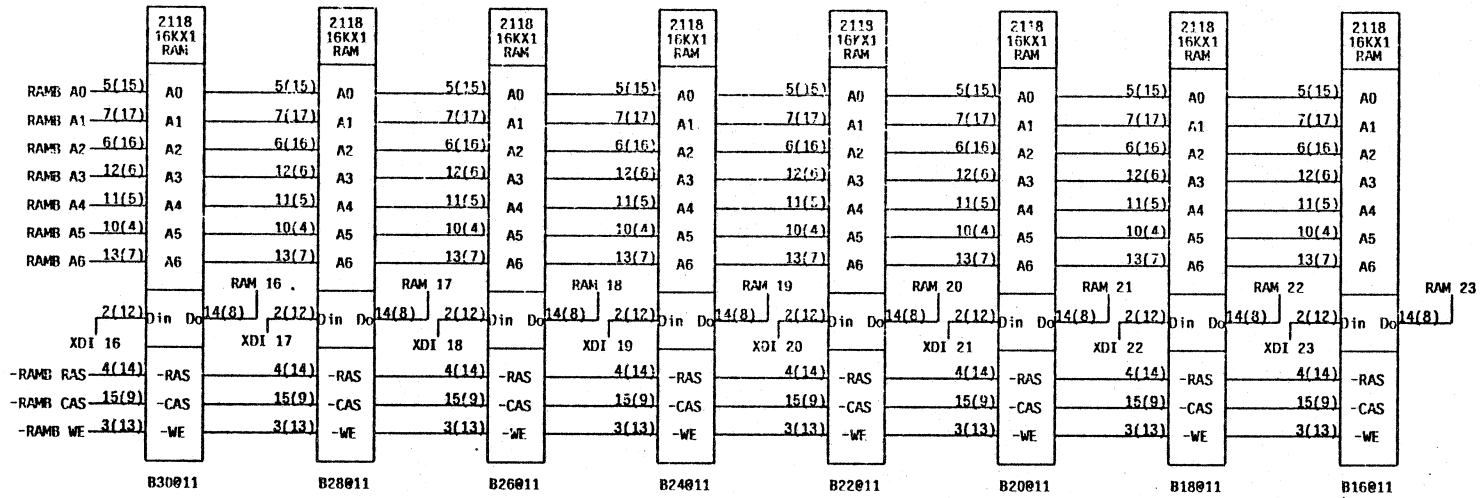 2118 2118 2118 2118 2118 2118 2118 2118
16KX1 16KX1 16KX1 16KX1 16KX1 16KX1 16KX1 16KX1
RAM RAM RAM RAM RAM RAM RAM RAM
RAMB A0 5(15) A0 5(15) A0 5(15) A0 5(15) A0 5(15) A0 5(15) A0 5(15) A0 5(15) A0
RAMB A1 7(17) A1 7(17) A1 7(17) A1 7(17) A1 7(17) A1 7(17) A1 7(17) A1 7(17) A1
RAMB A2 6(16) A2 6(16) A2 6(16) A2 6(16) A2 6(16) A2 6(16) A2 6(16) A2 6(16) A2
RAMB A3 12(6) A3 12(6) A3 12(6) A3 12(6) A3 12(6) A3 12(6) A3 12(6) A3 12(6) A3
RAMB A4 11(5) A4 11(5) A4 11(5) A4 11(5) A4 11(5) A4 11(5) A4 11(5) A4 11(5) A4
RAMB A5 10(4) A5 10(4) A5 10(4) A5 10(4) A5 10(4) A5 10(4) A5 10(4) A5 10(4) A5
RAMB A6 13(7) A6 13(7) A6 13(7) A6 13(7) A6 13(7) A6 13(7) A6 13(7) A6 13(7) A6
RAM 16 RAM 17 RAM 18 RAM 19 RAM 20 RAM 21 RAM 22 RAM 23
2(12) Din Do 14(8) 2(12) Din Do 14(8) 2(12) Din Do 14(8) 2(12) Din Do 14(8) 2(12) Din Do 14(8) 2(12) Din Do 14(8) 2(12) Din Do 14(8) 2(12) Din Do 14(8)
XDI 16 XDI 17 XDI 18 XDI 19 XDI 20 XDI 21 XDI 22 XDI 23
-RAMB RAS 4(14) -RAS 4(14) -RAS 4(14) -RAS 4(14) -RAS 4(14) -RAS 4(14) -RAS 4(14) -RAS 4(14) -RAS
-RAMB CAS 15(9) -CAS 15(9) -CAS 15(9) -CAS 15(9) -CAS 15(9) -CAS 15(9) -CAS 15(9) -CAS 15(9) -CAS
-RAMB WE 3(13) -WE 3(13) -WE 3(13) -WE 3(13) -WE 3(13) -WE 3(13) -WE 3(13) -WE 3(13) -WE
B30@11 B28@11 B26@11 B24@11 B22@11 B20@11 B18@11 B16@11